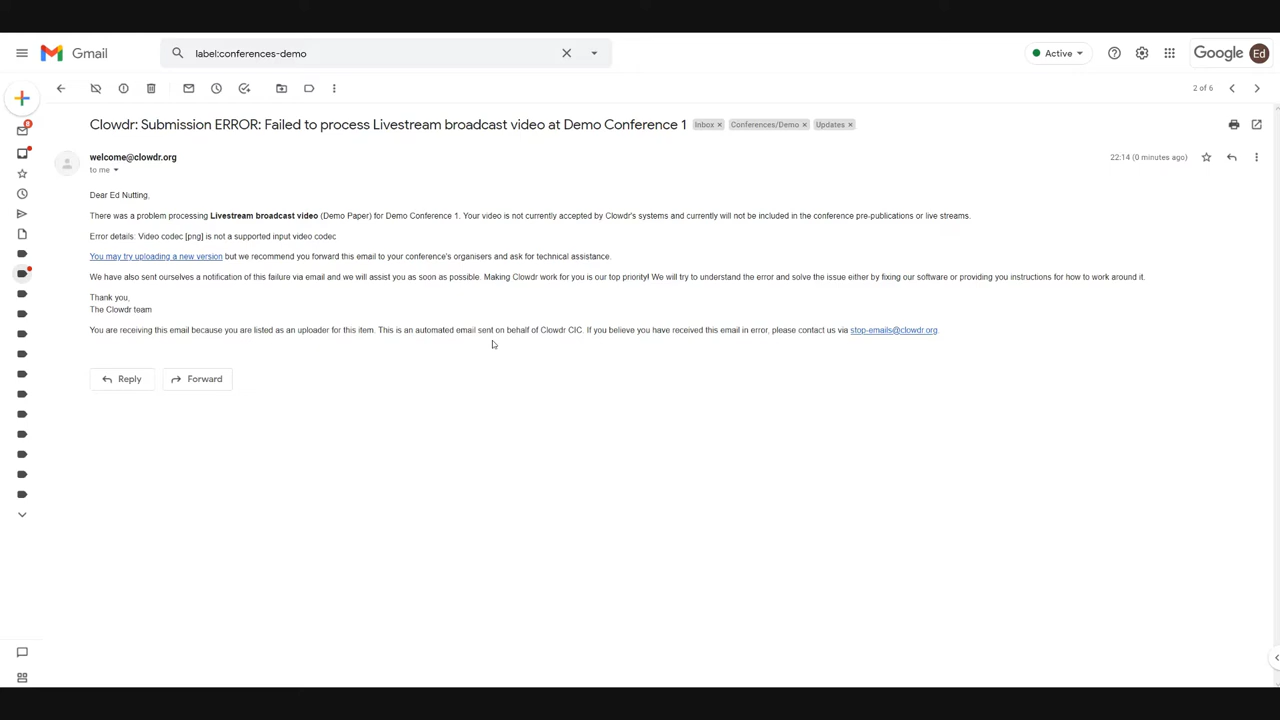 Gmail
label:conferences-demo
Active
Google
Ed
2 of 6
Clowdr: Submission ERROR: Failed to process Livestream broadcast video at Demo Conference 1
Inbox ×
Conferences/Demo ×
Updates ×
8
welcome@clowdr.org
22:14 (0 minutes ago)
to me
Dear Ed Nutting,
There was a problem processing Livestream broadcast video (Demo Paper) for Demo Conference 1. Your video is not currently accepted by Clowdr's systems and currently will not be included in the conference pre-publications or live streams.
Error details: Video codec [png] is not a supported input video codec
You may try uploading a new version but we recommend you forward this email to your conference's organisers and ask for technical assistance.
We have also sent ourselves a notification of this failure via email and we will assist you as soon as possible. Making Clowdr work for you is our top priority! We will try to understand the error and solve the issue either by fixing our software or providing you instructions for how to work around it.
Thank you,
The Clowdr team
You are receiving this email because you are listed as an uploader for this item. This is an automated email sent on behalf of Clowdr CIC. If you believe you have received this email in error, please contact us via stop-emails@clowdr.org.
Reply
Forward